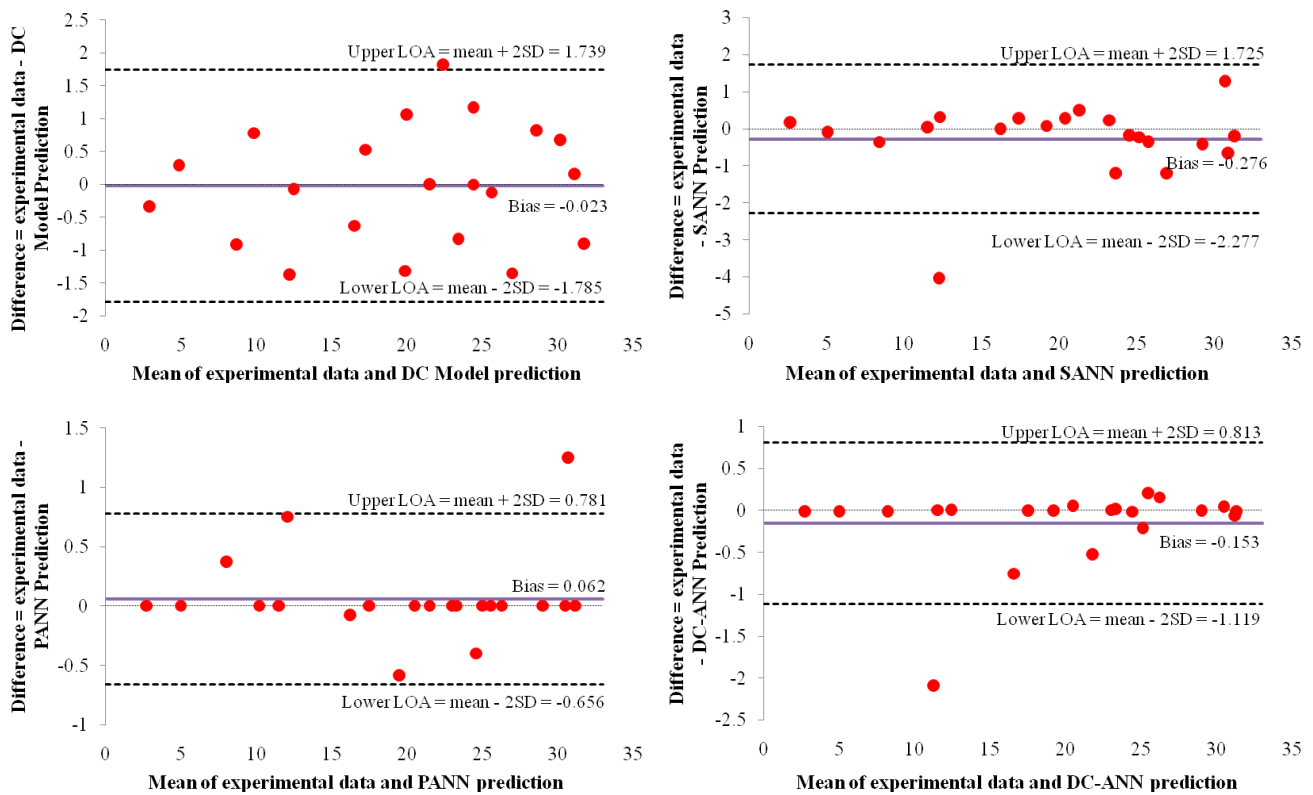 Difference = experimental data - DC
Model Prediction
2.5
2
1.5
1
0.5
0
-0.5
-1
-1.5
-2
Upper LOA = mean + 2SD = 1.739
Bias = -0.023
Lower LOA = mean - 2SD = -1.785
0 5 10 15 20 25 30 35
Mean of experimental data and DC Model prediction
Difference = experimental data
- SANN Prediction
3
2
1
0
-1
-2
-3
-4
-5
Upper LOA = mean + 2SD = 1.725
Bias = -0.276
Lower LOA = mean - 2SD = -2.277
0 5 10 15 20 25 30 35
Mean of experimental data and SANN prediction
Difference = experimental data -
PANN Prediction
1.5
1
0.5
0
-0.5
-1
Upper LOA = mean + 2SD = 0.781
Bias = 0.062
Lower LOA = mean - 2SD = -0.656
0 5 10 15 20 25 30 35
Mean of experimental data and PANN prediction
Difference = experimental data
- DC-ANN Prediction
1
0.5
0
-0.5
-1
-1.5
-2
-2.5
Upper LOA = mean + 2SD = 0.813
Bias = -0.153
Lower LOA = mean - 2SD = -1.119
0 5 10 15 20 25 30 35
Mean of experimental data and DC-ANN prediction